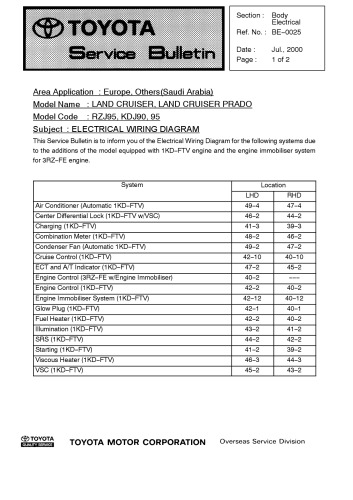 TOYOTA
Service Bulletin
Section : Body
Electrical
Ref. No. : BE–0025
Date : Jul., 2000
Page : 1 of 2
Area Application : Europe, Others(Saudi Arabia)
Model Name : LAND CRUISER, LAND CRUISER PRADO
Model Code : RZJ95, KDJ90, 95
Subject : ELECTRICAL WIRING DIAGRAM
This Service Bulletin is to inform you of the Electrical Wiring Diagram for the following systems due
to the additions of the model equipped with 1KD–FTV engine and the engine immobiliser system
for 3RZ–FE engine.
System Location
LHD RHD
Air Conditioner (Automatic 1KD–FTV) 49–4 47–4
Center Differential Lock (1KD–FTV w/VSC) 46–2 44–2
Charging (1KD–FTV) 41–3 39–3
Combination Meter (1KD–FTV) 48–2 46–2
Condenser Fan (Automatic 1KD–FTV) 49–2 47–2
Cruise Control (1KD–FTV) 42–10 40–10
ECT and A/T Indicator (1KD–FTV) 47–2 45–2
Engine Control (3RZ–FE w/Engine Immobiliser) 40–2 –––
Engine Control (1KD–FTV) 42–2 40–2
Engine Immobiliser System (1KD–FTV) 42–12 40–12
Glow Plug (1KD–FTV) 42–1 40–1
Fuel Heater (1KD–FTV) 42–2 40–2
Illumination (1KD–FTV) 43–2 41–2
SRS (1KD–FTV) 44–2 42–2
Starting (1KD–FTV) 41–2 39–2
Viscous Heater (1KD–FTV) 46–3 44–3
VSC (1KD–FTV) 45–2 43–2
TOYOTA
QUALITY SERVICE
TOYOTA MOTOR CORPORATION Overseas Service Division